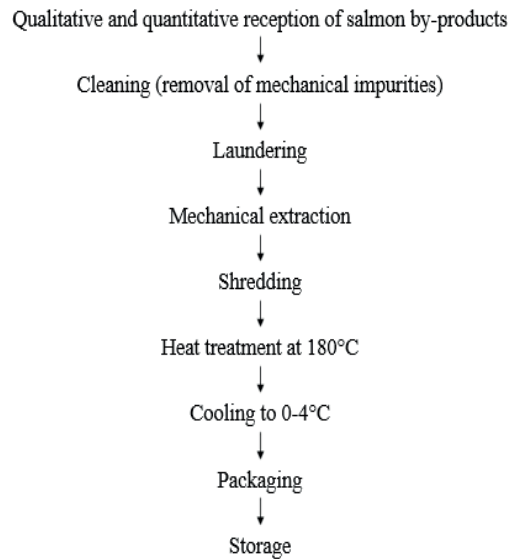 Qualitative and quantitative reception of salmon by-products
Cleaning (removal of mechanical impurities)
Laundering
Mechanical extraction
Shredding
Heat treatment at 180°C
Cooling to 0-4°C
Packaging
Storage